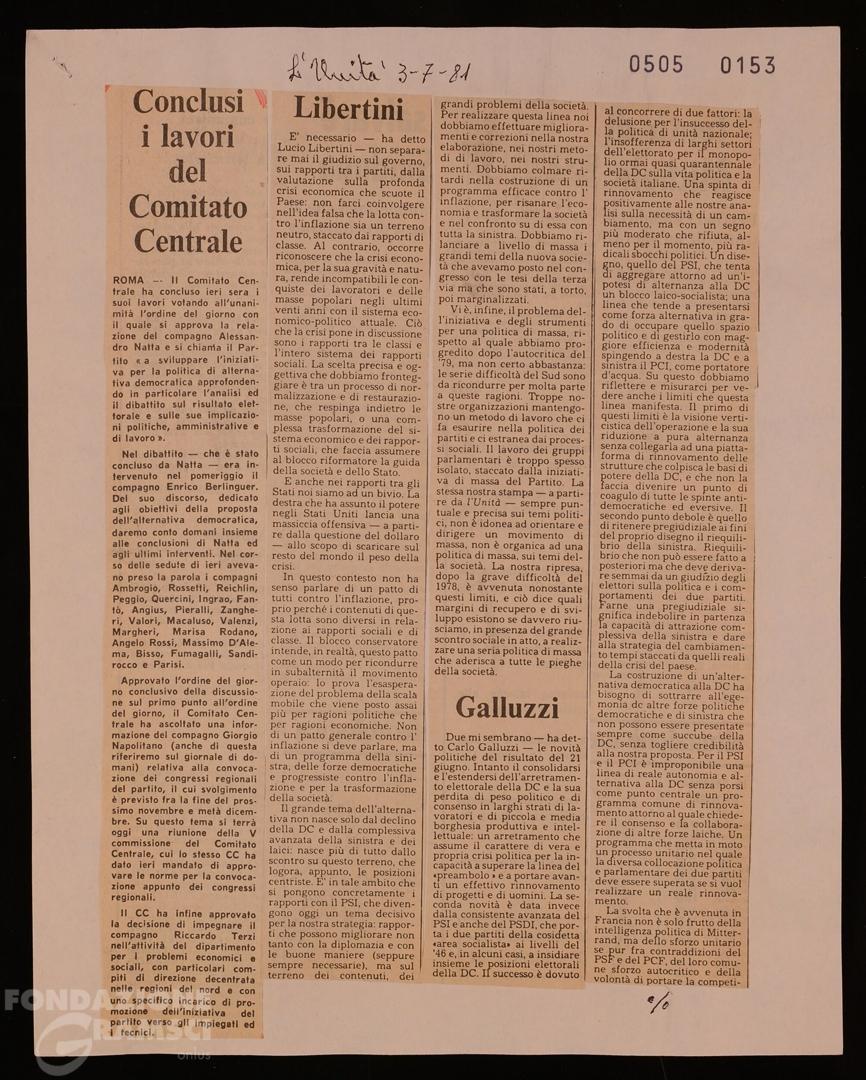 L'Unità 3-7-81
0505 0153
Conclusi
i lavori
del
Comitato
Centrale
ROMA — Il Comitato Cen-
trale ha concluso ieri sera i
suoi lavori votando all'unani-
mità l'ordine del giorno con
il quale si approva la rela-
zione del compagno Alessan-
dro Natta e si chiama il Par-
tito « a sviluppare l'iniziati-
va per la politica di alterna-
tiva democratica approfonden-
do in particolare l'analisi ed
il dibattito sul risultato elet-
torale e sulle sue implicazio-
ni politiche, amministrative e
di lavoro ».
Nel dibattito — che è stato
concluso da Natta — era in-
tervenuto nel pomeriggio il
compagno Enrico Berlinguer.
Del suo discorso, dedicato
agli obiettivi della proposta
dell'alternativa democratica,
daremo conto domani insieme
alle conclusioni di Natta ed
agli ultimi interventi. Nel cor-
so delle sedute di ieri aveva-
no preso la parola i compagni
Ambrogio, Rossetti, Reichlin,
Peggio, Quercini, Ingrao, Fan-
tò, Angius, Pieralli, Zanghe-
ri, Valori, Macaluso, Valenzi,
Margheri, Marisa Rodano,
Angelo Rossi, Massimo D'Ale-
ma, Bisso, Fumagalli, Sandi-
rocco e Parisi.
Approvato l'ordine del gior-
no conclusivo della discussio-
ne sul primo punto all'ordine
del giorno, il Comitato Cen-
trale ha ascoltato una infor-
mazione del compagno Giorgio
Napolitano (anche di questa
riferiremo sul giornale di do-
mani) relativa alla convoca-
zione dei congressi regionali
del partito, il cui svolgimento
è previsto fra la fine del pros-
simo novembre e metà dicem-
bre. Su questo tema si terrà
oggi una riunione della V
commissione del Comitato
Centrale, cui lo stesso CC ha
dato ieri mandato di appro-
vare le norme per la convoca-
zione appunto dei congressi
regionali.
Il CC ha infine approvato
la decisione di impegnare il
compagno Riccardo Terzi
nell'attività del dipartimento
per i problemi economici e
sociali, con particolari com-
piti di direzione decentrata
nelle regioni del nord e con
uno specifico incarico di pro-
mozione dell'iniziativa del
partito verso gli impiegati ed
i tecnici.
Libertini
E' necessario — ha detto
Lucio Libertini — non separa-
re mai il giudizio sul governo,
sui rapporti tra i partiti, dalla
valutazione sulla profonda
crisi economica che scuote il
Paese: non farci coinvolgere
nell'idea falsa che la lotta con-
tro l'inflazione sia un terreno
neutro, staccato dai rapporti di
classe. Al contrario, occorre
riconoscere che la crisi econo-
mica, per la sua gravità e natu-
ra, rende incompatibili le con-
quiste dei lavoratori e delle
masse popolari negli ultimi
venti anni con il sistema eco-
nomico-politico attuale. Ciò
che la crisi pone in discussione
sono i rapporti tra le classi e
l'intero sistema dei rapporti
sociali. La scelta precisa e og-
gettiva che dobbiamo fronteg-
giare è tra un processo di nor-
malizzazione e di restaurazio-
ne, che respinga indietro le
masse popolari, o una com-
plessa trasformazione del si-
stema economico e dei rappor-
ti sociali, che faccia assumere
al blocco riformatore la guida
della società e dello Stato.
E anche nei rapporti tra gli
Stati noi siamo ad un bivio. La
destra che ha assunto il potere
negli Stati Uniti lancia una
massiccia offensiva — a parti-
re dalla questione del dollaro
— allo scopo di scaricare sul
resto del mondo il peso della
crisi.
In questo contesto non ha
senso parlare di un patto di
tutti contro l'inflazione, pro-
prio perché i contenuti di que-
sta lotta sono diversi in rela-
zione ai rapporti sociali e di
classe. Il blocco conservatore
intende, in realtà, questo patto
come un modo per ricondurre
in subalternità il movimento
operaio: lo prova l'esaspera-
zione del problema della scala
mobile che viene posto assai
più per ragioni politiche che
per ragioni economiche. Non
di un patto generale contro l'
inflazione si deve parlare, ma
di un programma della sini-
stra, delle forze democratiche
e progressiste contro l'infla-
zione e per la trasformazione
della società.
Il grande tema dell'alterna-
tiva non nasce solo dal declino
della DC e dalla complessiva
avanzata della sinistra e dei
laici: nasce più di tutto dallo
scontro su questo terreno, che
logora, appunto, le posizioni
centriste. E' in tale ambito che
si pongono concretamente i
rapporti con il PSI, che diven-
gono oggi un tema decisivo
per la nostra strategia: rappor-
ti che possono migliorare non
tanto con la diplomazia e con
le buone maniere (seppure
sempre necessarie), ma sul
terreno dei contenuti, dei
grandi problemi della società.
Per realizzare questa linea noi
dobbiamo effettuare migliora-
menti e correzioni nella nostra
elaborazione, nei nostri meto-
di di lavoro, nei nostri stru-
menti. Dobbiamo colmare ri-
tardi nella costruzione di un
programma efficace contro l'
inflazione, per risanare l'eco-
nomia e trasformare la società
e nel confronto su di essa con
tutta la sinistra. Dobbiamo ri-
lanciare a livello di massa i
grandi temi della nuova socie-
tà che avevamo posto nel con-
gresso con le tesi della terza
via ma che sono stati, a torto,
poi marginalizzati.
Vi è, infine, il problema del-
l'iniziativa e degli strumenti
per una politica di massa, ri-
spetto al quale abbiamo pro-
gredito dopo l'autocritica del
'79, ma non certo abbastanza:
le serie difficoltà del Sud sono
da ricondurre per molta parte
a queste ragioni. Troppe no-
stre organizzazioni mantengo-
no un metodo di lavoro che ci
fa esaurire nella politica dei
partiti e ci estranea dai proces-
si sociali. Il lavoro dei gruppi
parlamentari è troppo spesso
isolato, staccato dalla iniziati-
va di massa del Partito. La
stessa nostra stampa — a parti-
re da l'Unità — sempre pun-
tuale e precisa sui temi politi-
ci, non è idonea ad orientare e
dirigere un movimento di
massa, non è organica ad una
politica di massa, sui temi del-
la società. La nostra ripresa,
dopo la grave difficoltà del
1978, è avvenuta nonostante
questi limiti, e ciò dice quali
margini di recupero e di svi-
luppo esistono se davvero riu-
sciamo, in presenza del grande
scontro sociale in atto, a realiz-
zare una seria politica di massa
che aderisca a tutte le pieghe
della società.
Galluzzi
Due mi sembrano — ha det-
to Carlo Galluzzi — le novità
politiche del risultato del 21
giugno. Intanto il consolidarsi
e l'estendersi dell'arretramen-
to elettorale della DC e la sua
perdita di peso politico e di
consenso in larghi strati di la-
voratori e di piccola e media
borghesia produttiva e intel-
lettuale: un arretramento che
assume il carattere di vera e
propria crisi politica per la in-
capacità a superare la linea del
«preambolo» e a portare avan-
ti un effettivo rinnovamento
di progetti e di uomini. La se-
conda novità è data invece
dalla consistente avanzata del
PSI e anche del PSDI, che por-
ta i due partiti della cosidetta
«area socialista» ai livelli del
'46 e, in alcuni casi, a insidiare
insieme le posizioni elettorali
della DC. Il successo è dovuto
al concorrere di due fattori: la
delusione per l'insuccesso del-
la politica di unità nazionale;
l'insofferenza di larghi settori
dell'elettorato per il monopo-
lio ormai quasi quarantennale
della DC sulla vita politica e la
società italiane. Una spinta di
rinnovamento che reagisce
positivamente alle nostre ana-
lisi sulla necessità di un cam-
biamento, ma con un segno
più moderato che rifiuta, al-
meno per il momento, più ra-
dicali sbocchi politici. Un dise-
gno, quello del PSI, che tenta
di aggregare attorno ad un'i-
potesi di alternanza alla DC
un blocco laico-socialista; una
linea che tende a presentarsi
come forza alternativa in gra-
do di occupare quello spazio
politico e di gestirlo con mag-
giore efficienza e modernità
spingendo a destra la DC e a
sinistra il PCI, come portatore
d'acqua. Su questo dobbiamo
riflettere e misurarci per ve-
dere anche i limiti che questa
linea manifesta. Il primo di
questi limiti è la visione verti-
cistica dell'operazione e la sua
riduzione a pura alternanza
senza collegarla ad una piatta-
forma di rinnovamento delle
strutture che colpisca le basi di
potere della DC, e che non la
faccia divenire un punto di
coagulo di tutte le spinte anti-
democratiche ed eversive. Il
secondo punto debole è quello
di ritenere pregiudiziale ai fini
del proprio disegno il riequili-
brio della sinistra. Riequili-
brio che non può essere fatto a
posteriori ma che deve deriva-
re semmai da un giudizio degli
elettori sulla politica e i com-
portamenti dei due partiti.
Farne una pregiudiziale si-
gnifica indebolire in partenza
la capacità di attrazione com-
plessiva della sinistra e dare
alla strategia del cambiamen-
to tempi staccati da quelli reali
della crisi del paese.
La costruzione di un'alter-
nativa democratica alla DC ha
bisogno di sottrarre all'ege-
monia dc altre forze politiche
democratiche e di sinistra che
non possono essere presentate
sempre come succube della
DC, senza togliere credibilità
alla nostra proposta. Per il PSI
e il PCI è improponibile una
linea di reale autonomia e al-
ternativa alla DC senza porsi
come punto centrale un pro-
gramma comune di rinnova-
mento attorno al quale chiede-
re il consenso e la collabora-
zione di altre forze laiche. Un
programma che metta in moto
un processo unitario nel quale
la diversa collocazione politica
e parlamentare dei due partiti
deve essere superata se si vuol
realizzare un reale rinnova-
mento.
La svolta che è avvenuta in
Francia non è solo frutto della
intelligenza politica di Mitter-
rand, ma dello sforzo unitario
se pur fra contraddizioni del
PSF e del PCF, del loro comu-
ne sforzo autocritico e della
volontà di portare la competi-
%
FONDAZIONE
GRAMSCI
onlus